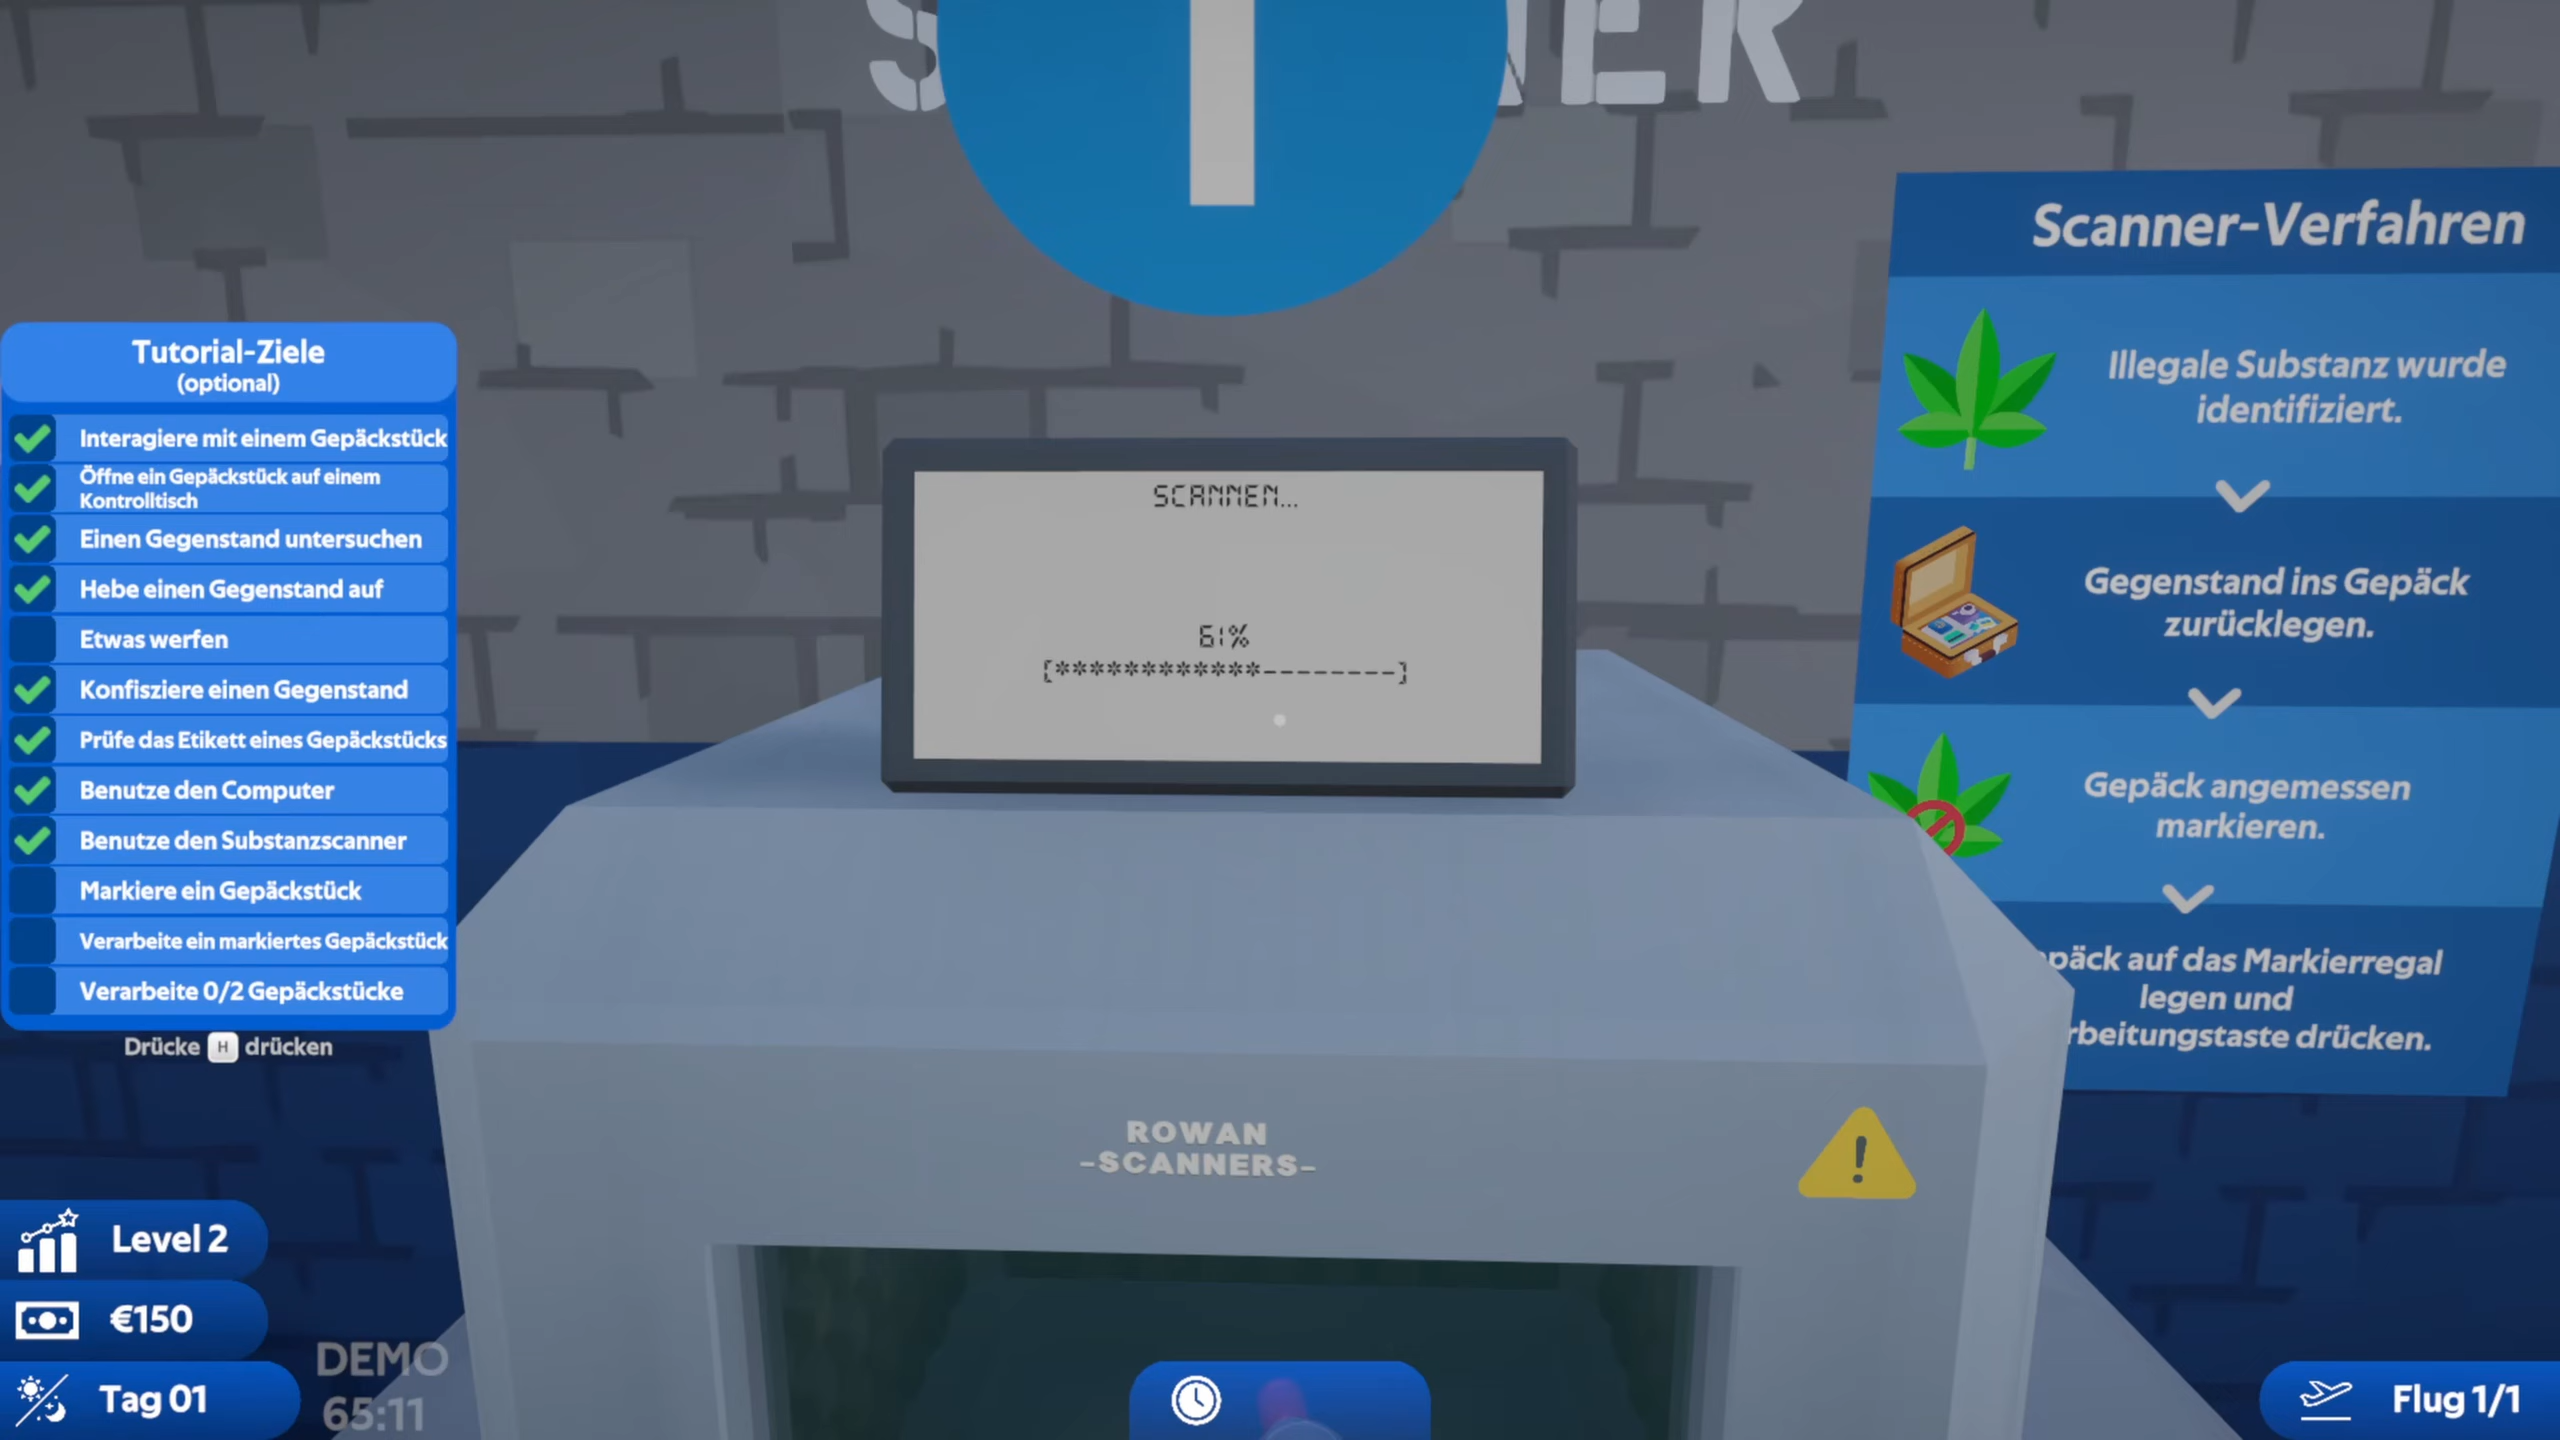 Scanner-Verfahren
Illegale Substanz wurde
identifiziert.
Gegenstand ins Gepäck
zurücklegen.
Gepäck angemessen
markieren.
päck auf das Markierregal
legen und
rbeitungstaste drücken.
Tutorial-Ziele
(optional)
Interagiere mit einem Gepäckstück
Öffne ein Gepäckstück auf einem
Kontrolltisch
Einen Gegenstand untersuchen
Hebe einen Gegenstand auf
Etwas werfen
Konfisziere einen Gegenstand
Prüfe das Etikett eines Gepäckstücks
Benutze den Computer
Benutze den Substanzscanner
Markiere ein Gepäckstück
Verarbeite ein markiertes Gepäckstück
Verarbeite 0/2 Gepäckstücke
Drücke H drücken
SCANNEN...
61%
[************--------]
ROWAN
-SCANNERS-
!
Level 2
€150
Tag 01
DEMO
65:11
Flug 1/1